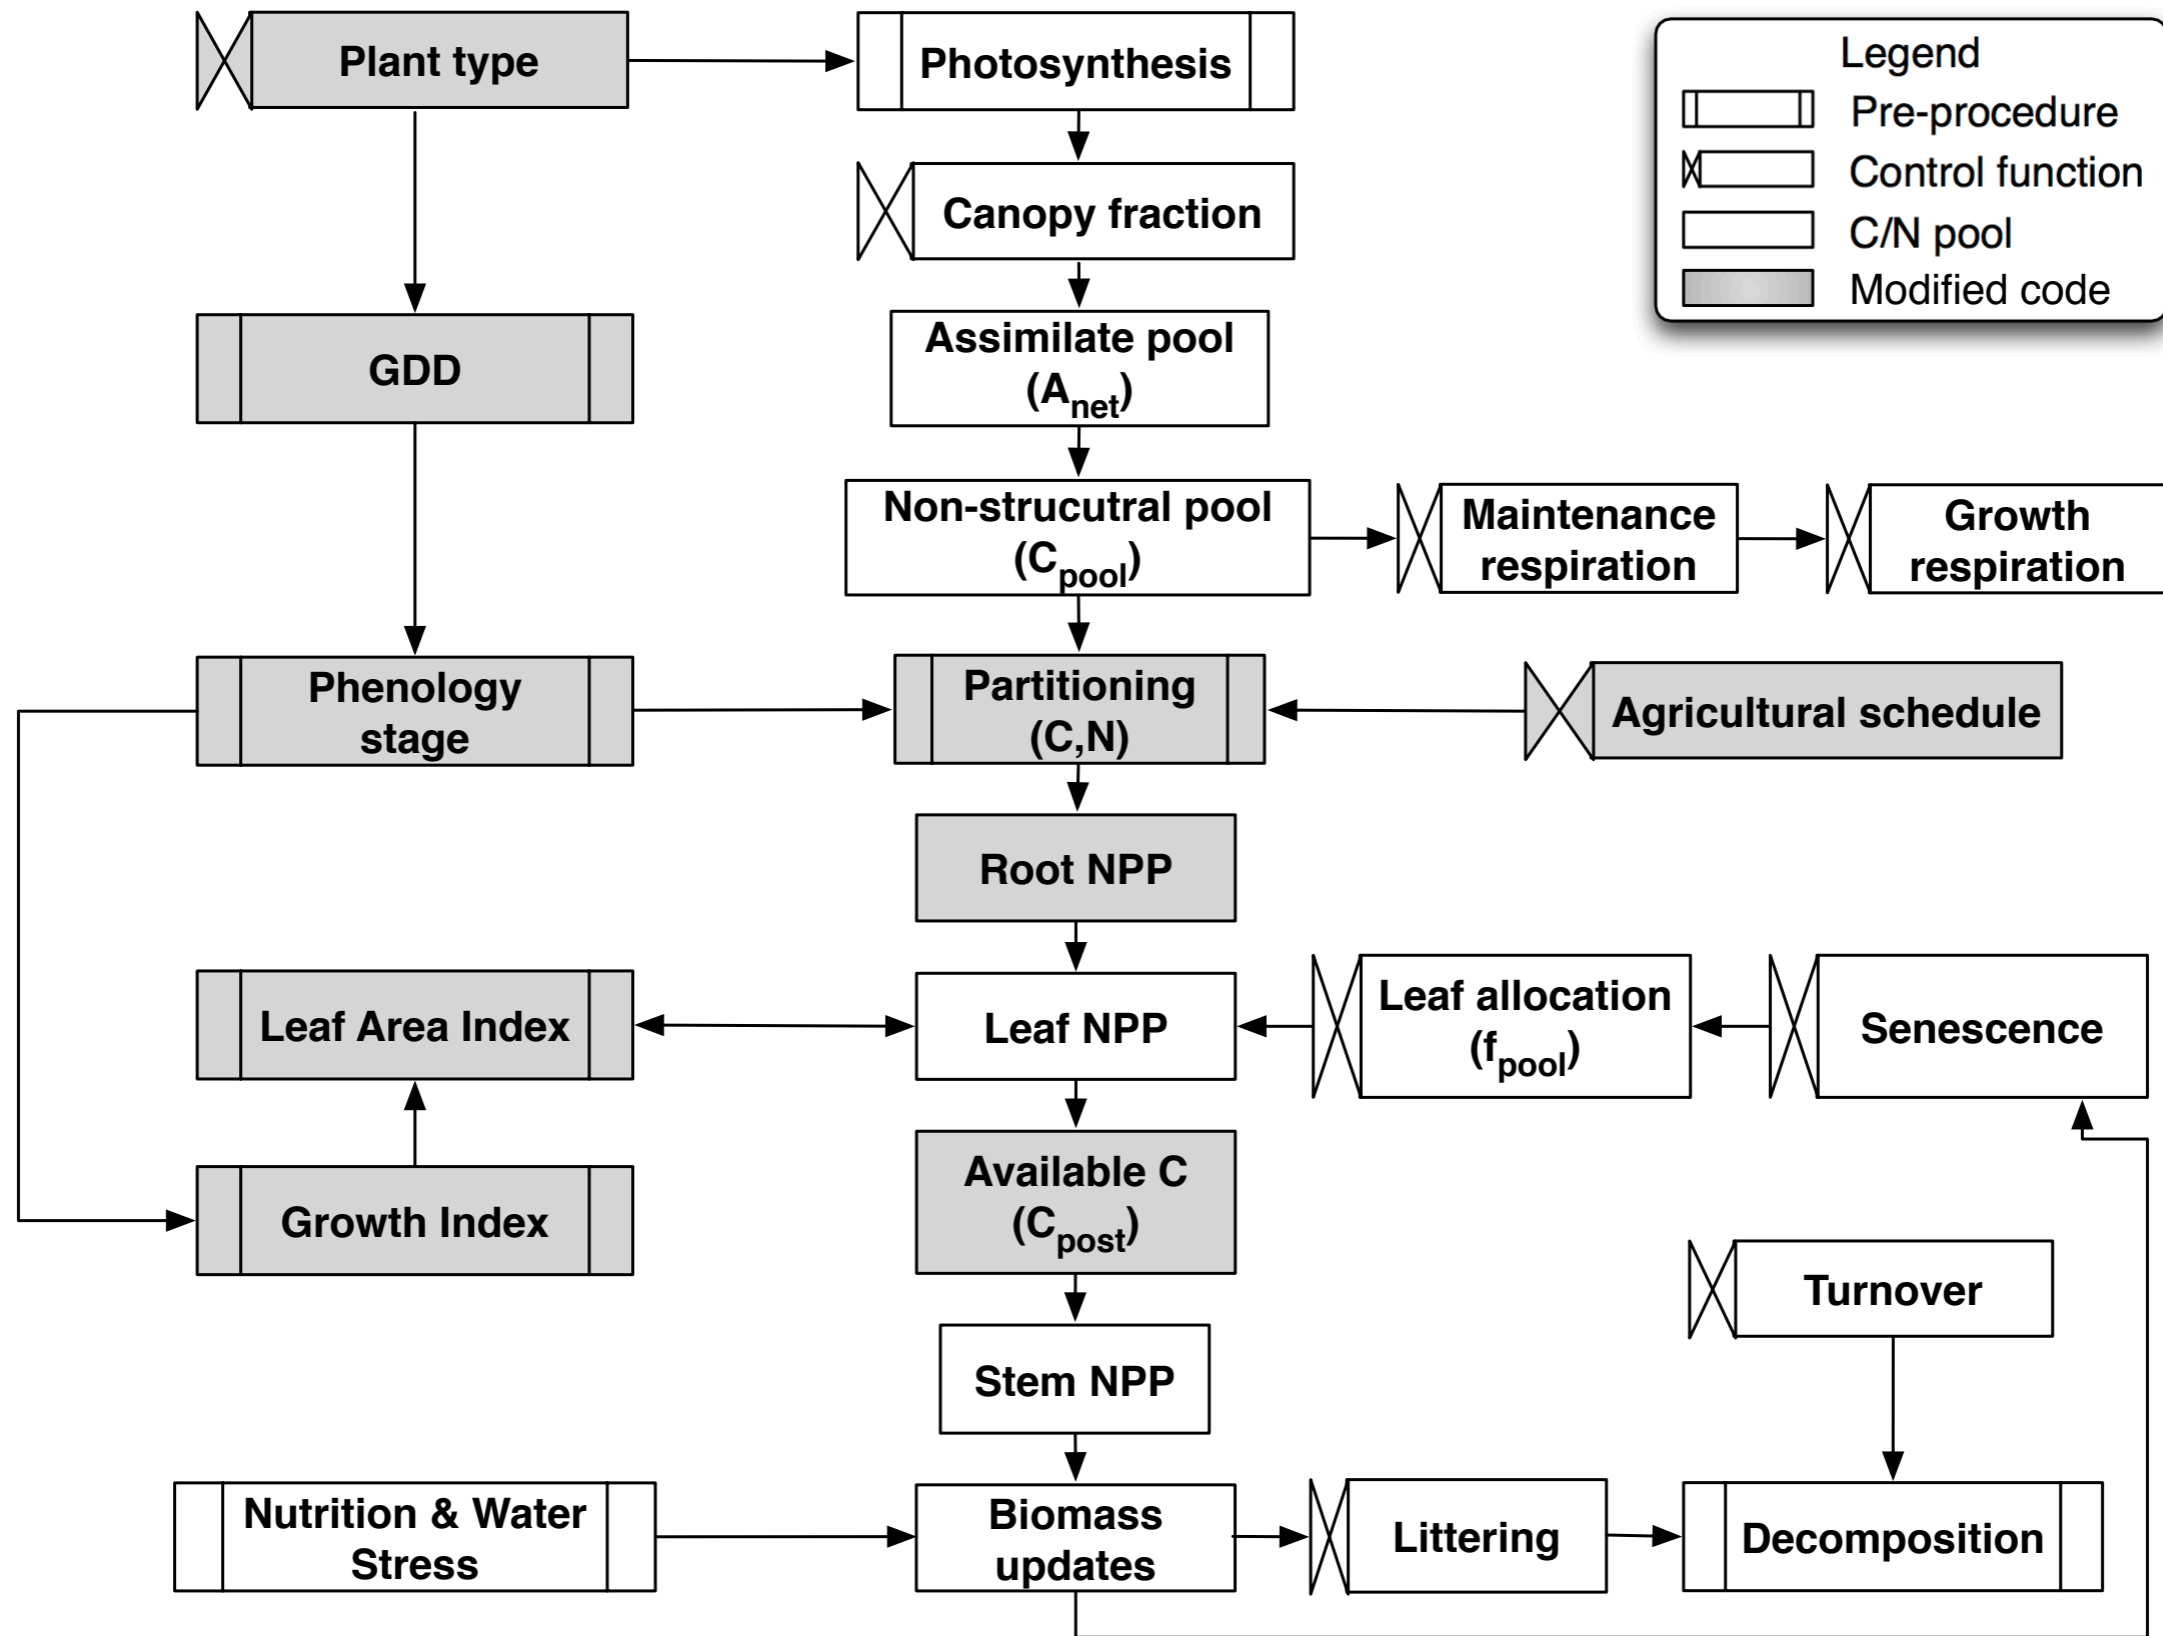 Plant type
Photosynthesis
Legend
Pre-procedure
Control function
C/N pool
Modified code
Canopy fraction
GDD
Assimilate pool
(Anet)
Non-strucutral pool
(Cpool)
Maintenance
respiration
Growth
respiration
Phenology
stage
Partitioning
(C,N)
Agricultural schedule
Root NPP
Leaf Area Index
Leaf NPP
Leaf allocation
(fpool)
Senescence
Growth Index
Available C
(Cpost)
Turnover
Stem NPP
Nutrition & Water
Stress
Biomass
updates
Littering
Decomposition